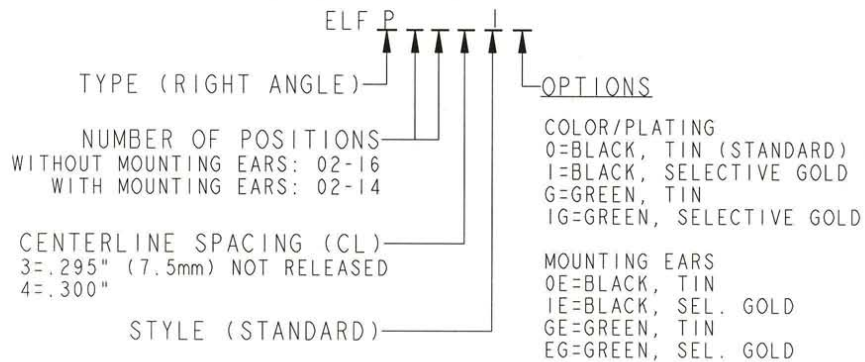 ELF P I
TYPE (RIGHT ANGLE)
NUMBER OF POSITIONS
WITHOUT MOUNTING EARS: 02-16
WITH MOUNTING EARS: 02-14
CENTERLINE SPACING (CL)
3=.295" (7.5mm) NOT RELEASED
4=.300"
STYLE (STANDARD)
OPTIONS
COLOR/PLATING
0=BLACK, TIN (STANDARD)
1=BLACK, SELECTIVE GOLD
G=GREEN, TIN
1G=GREEN, SELECTIVE GOLD
MOUNTING EARS
0E=BLACK, TIN
1E=BLACK, SEL. GOLD
GE=GREEN, TIN
EG=GREEN, SEL. GOLD